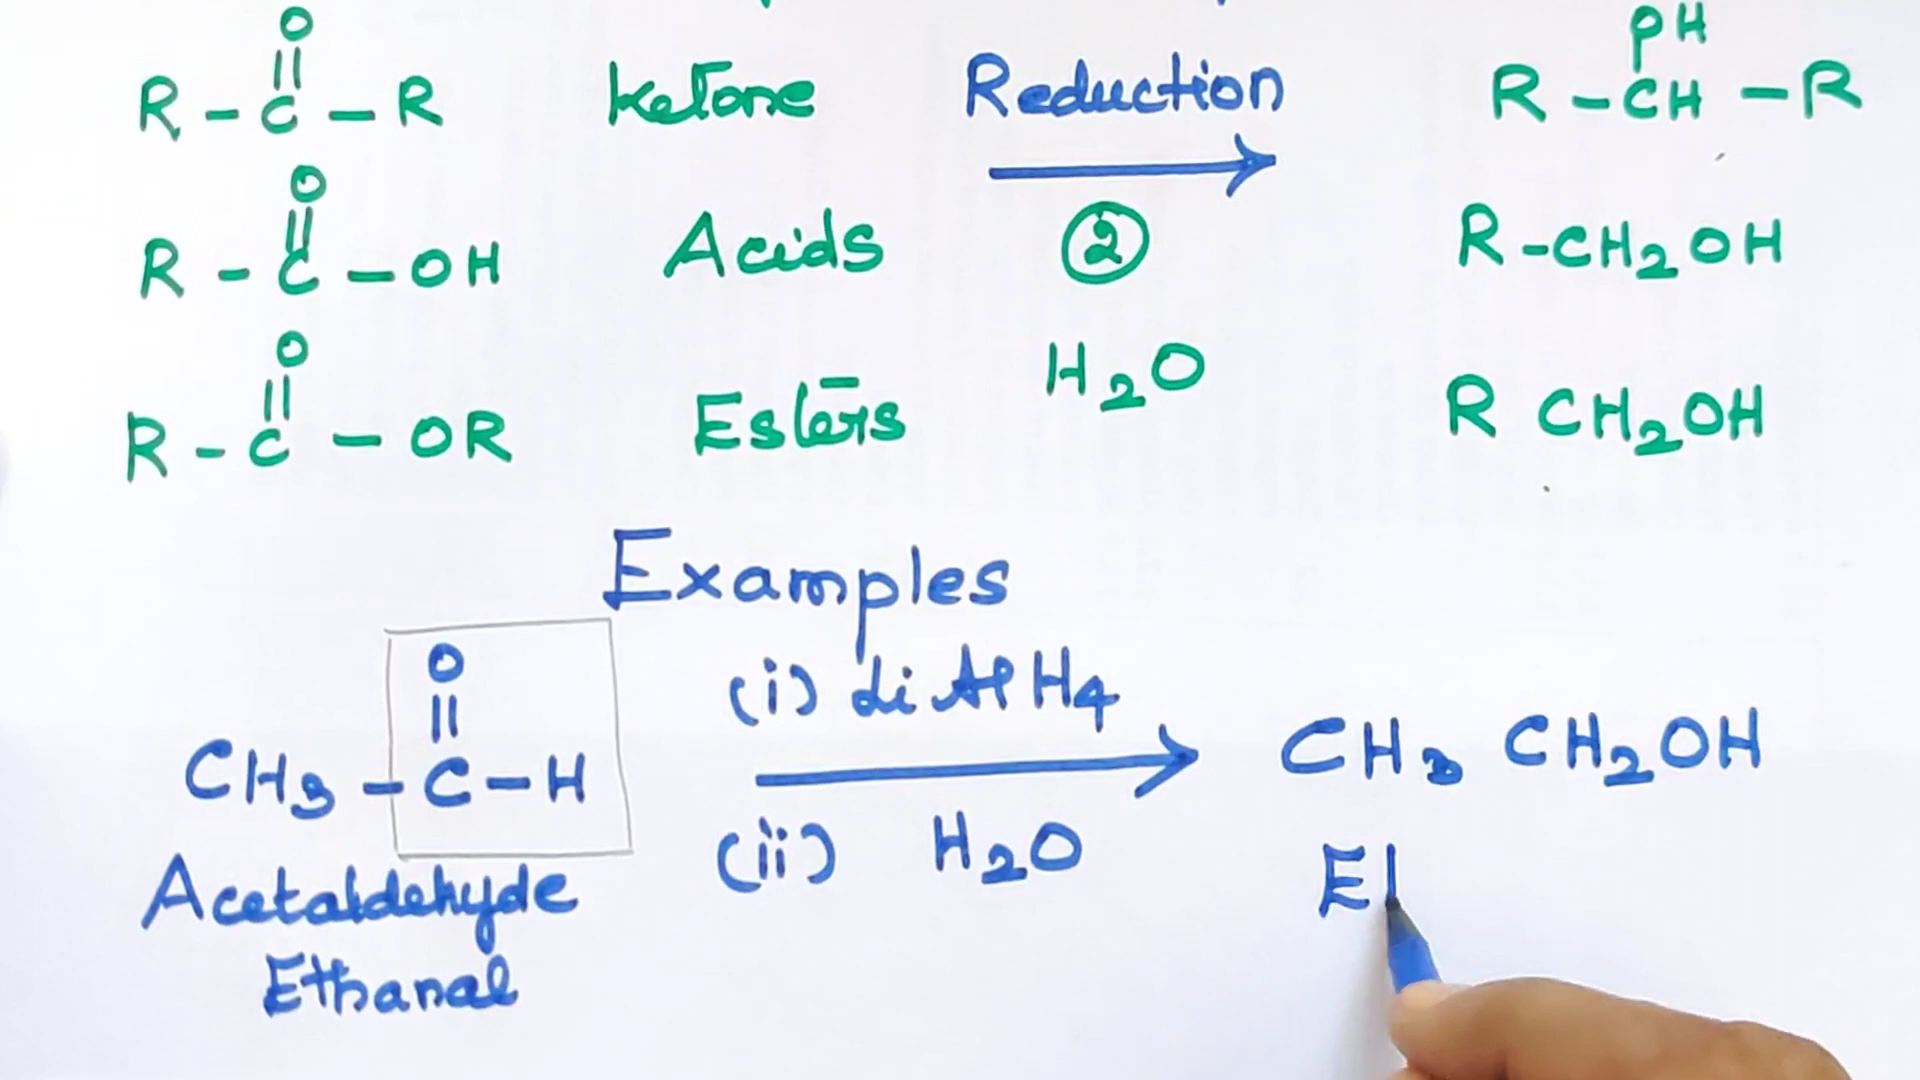 O
R - C - R Ketone Reduction R - CH - R
OH
O
R - C - OH Acids ② R - CH2OH
O
R - C - OR Esters H2O R CH2OH
Examples
O
(i) LiAlH4
CH3 - C - H CH3 CH2OH
(ii) H2O
Acetaldehyde
Ethanal